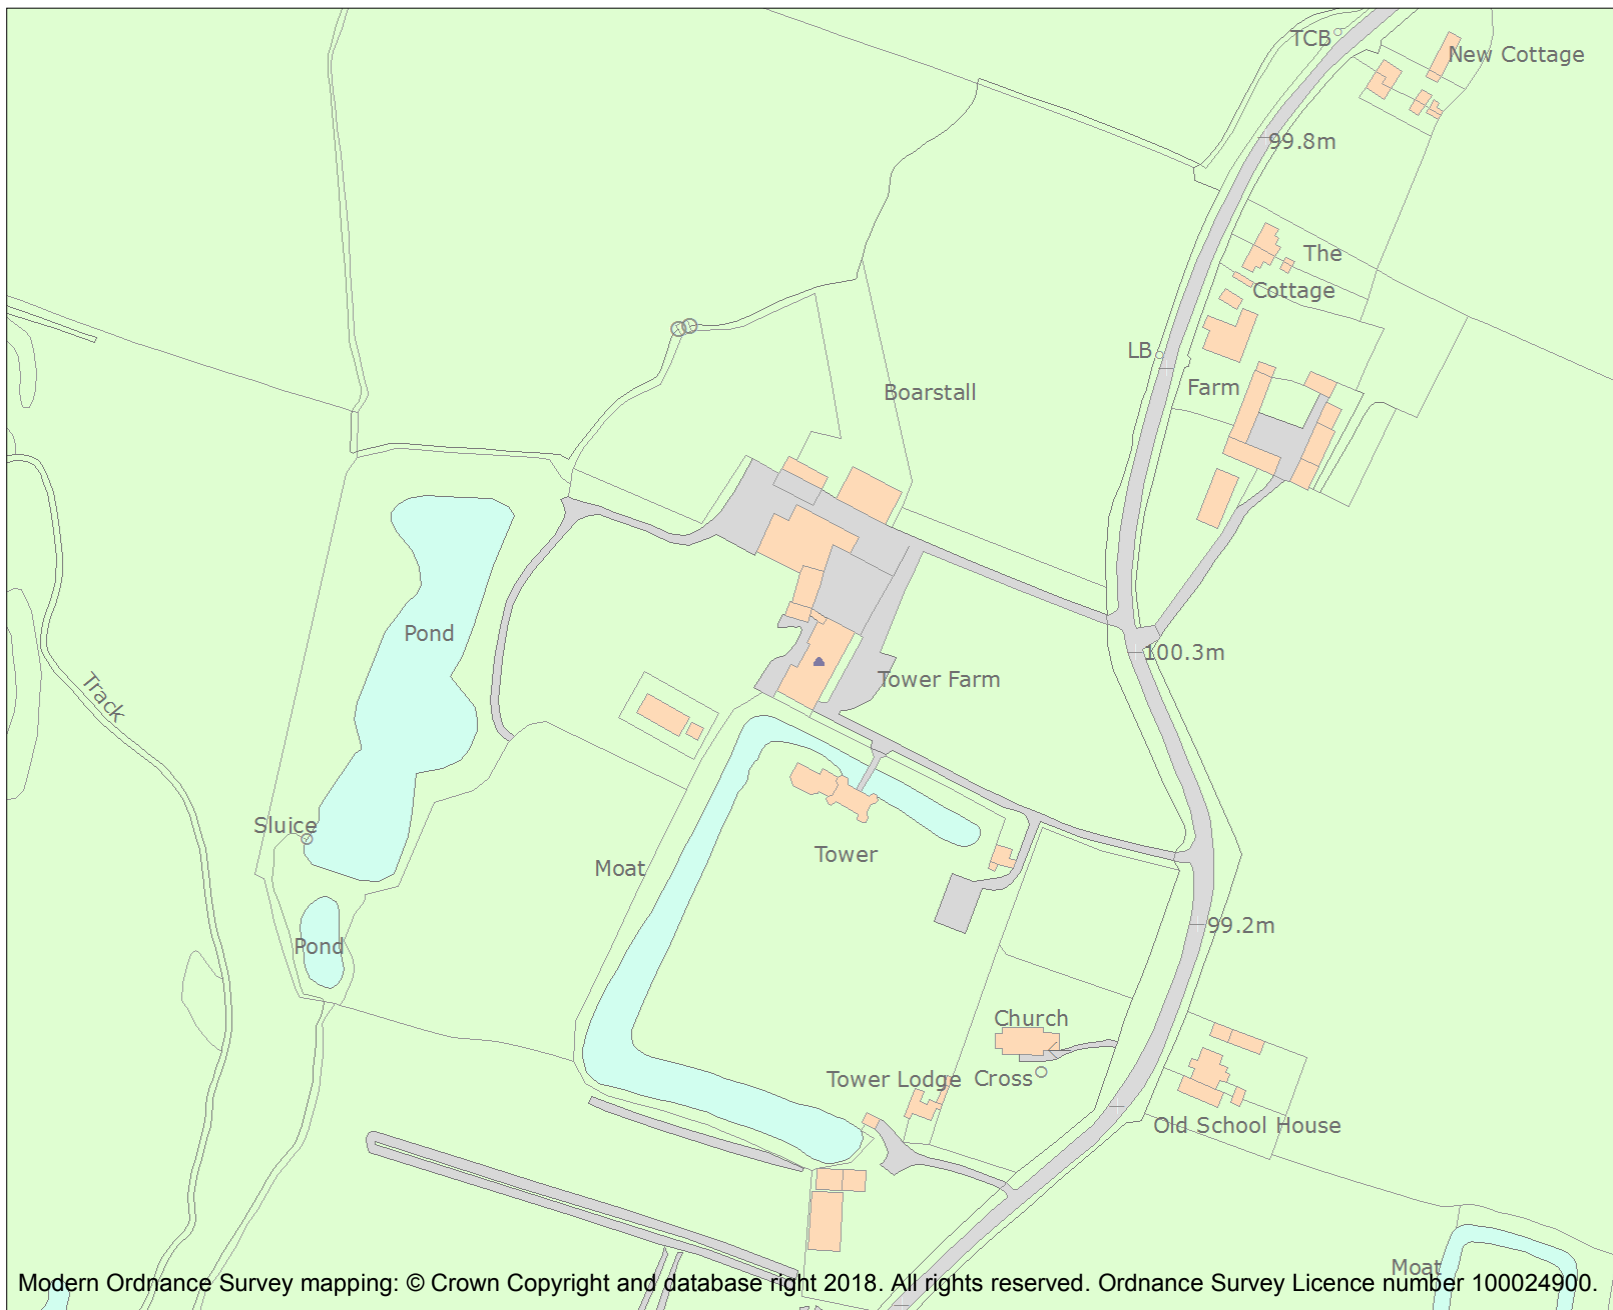 TCB
New Cottage
99.8m
The
Cottage
LB
Farm
Boarstall
Pond
100.3m
Tower Farm
Track
Sluice
Tower
Moat
99.2m
Pond
Church
Tower Lodge
Cross
Old School House
Moat
Modern Ordnance Survey mapping: © Crown Copyright and database right 2018. All rights reserved. Ordnance Survey Licence number 100024900.